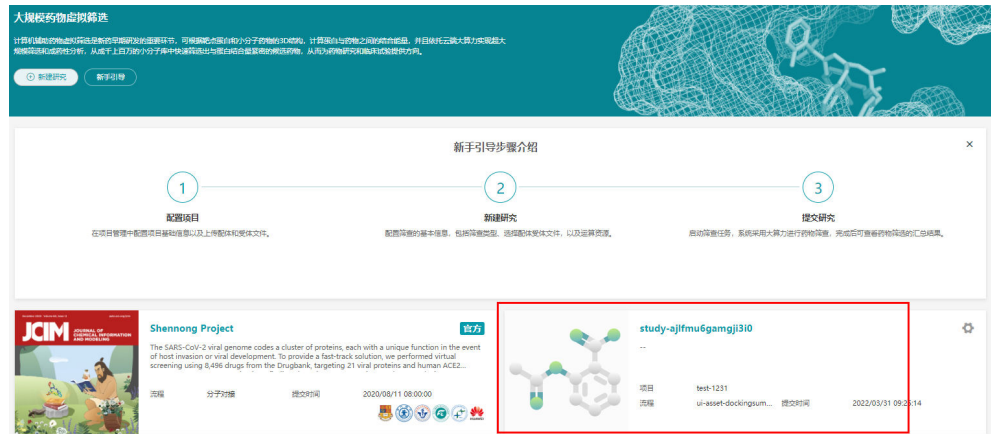 大规模药物虚拟筛选
计算机辅助药物虚拟筛选是新药早期研发的重要环节，可根据靶点蛋白和小分子药物的3D结构，计算蛋白与药物之间的结合能量，并且依托云端大算力实现超大
规模筛选和成药性分析，从成千上百万的小分子库中快速筛选出与蛋白结合最紧密的候选药物，从而为药物研究和临床试验提供方向。
新建研究
新手引导
新手引导步骤介绍
×
1
2
3
配置项目
新建研究
提交研究
在项目管理中配置项目基础信息以及上传配体和受体文件。
配置筛查的基本信息，包括筛查类型、选择配体受体文件，以及运算资源。
启动筛查任务，系统采用大算力进行药物筛查，完成后可查看药物筛选的汇总结果。
JCIM JOURNAL OF
CHEMICAL INFORMATION
AND MODELING
Shennong Project
官方
The SARS-CoV-2 viral genome codes a cluster of proteins, each with a unique function in the event
of host invasion or viral development. To provide a fast-track solution, we performed virtual
screening using 8,496 drugs from the Drugbank, targeting 21 viral proteins and human ACE2...
流程 分子对接 提交时间 2020/08/11 08:00:00
study-ajlfmu6gamgji3i0
--
项目 test-1231
流程 ui-asset-dockingsum... 提交时间 2022/03/31 09:25:14